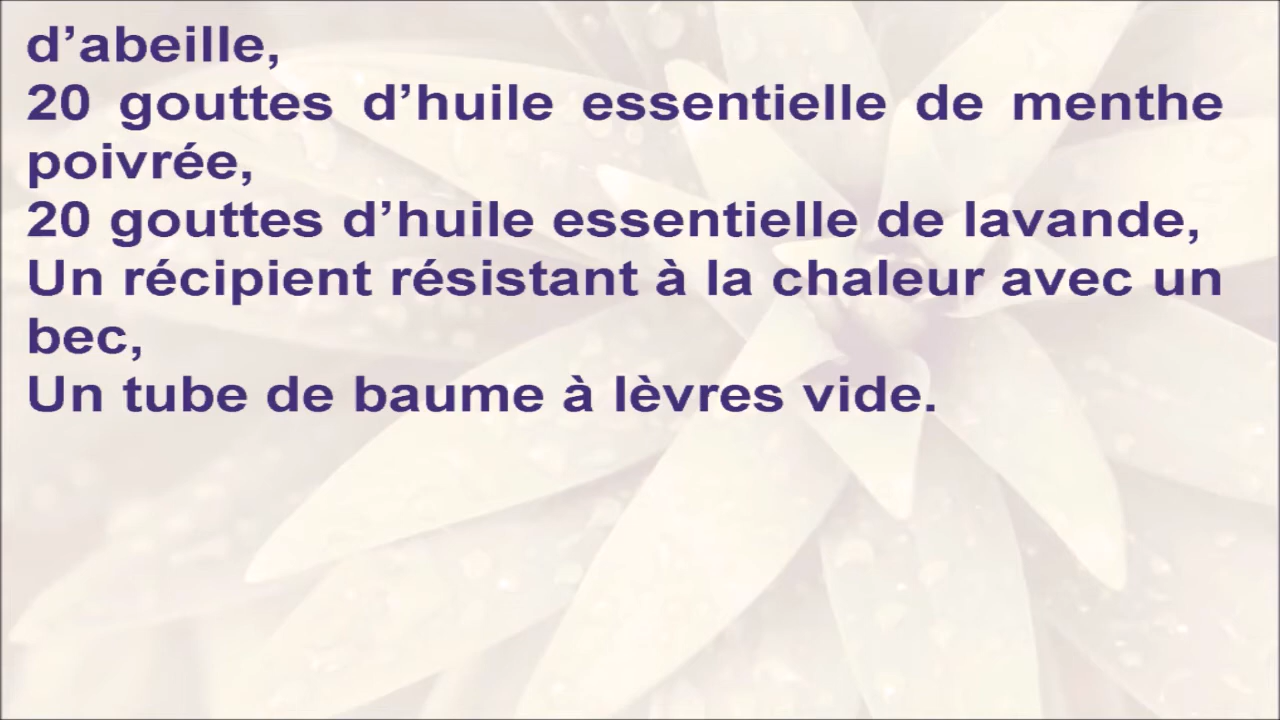 d’abeille,
20 gouttes d’huile essentielle de menthe
poivrée,
20 gouttes d’huile essentielle de lavande,
Un récipient résistant à la chaleur avec un
bec,
Un tube de baume à lèvres vide.